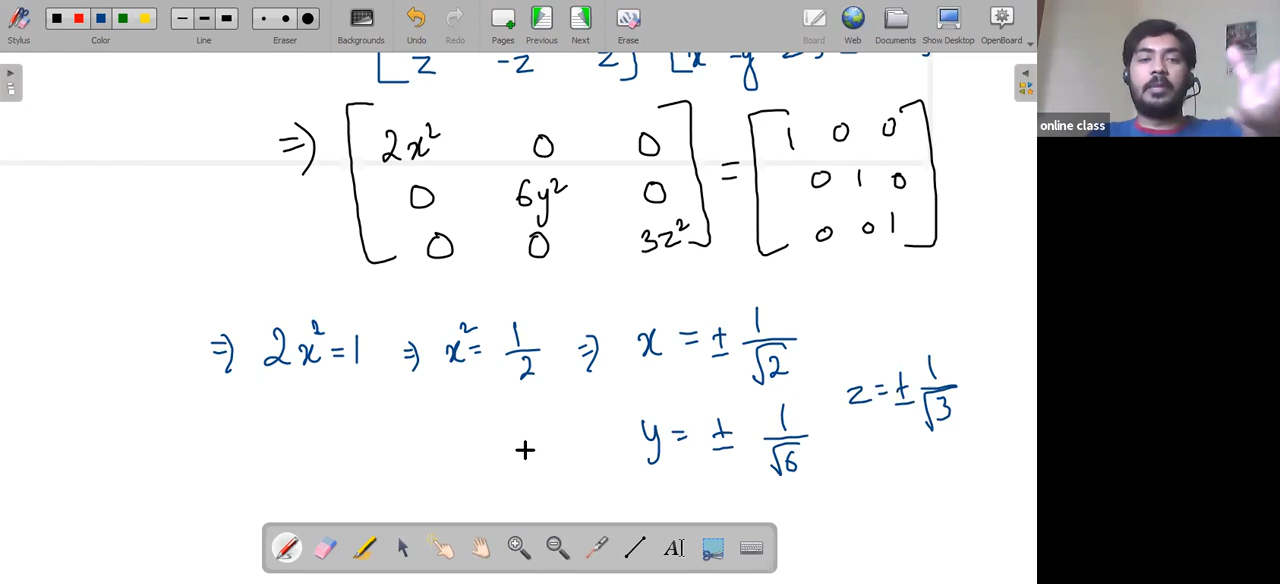 Stylus Color Line Eraser Backgrounds Undo Redo Pages Previous Next Erase Board Web Documents Show Desktop OpenBoard
online class
z -z z] [x -y z
⇒) [2x² 0 0 = [1 0 0
0 6y² 0 0 1 0
0 0 3z²] 0 0 1]
⇒ 2x² = 1 ⇒ x² = 1/2 ⇒ x = ± 1/√2
z = ± 1/√3
y = ± 1/√6